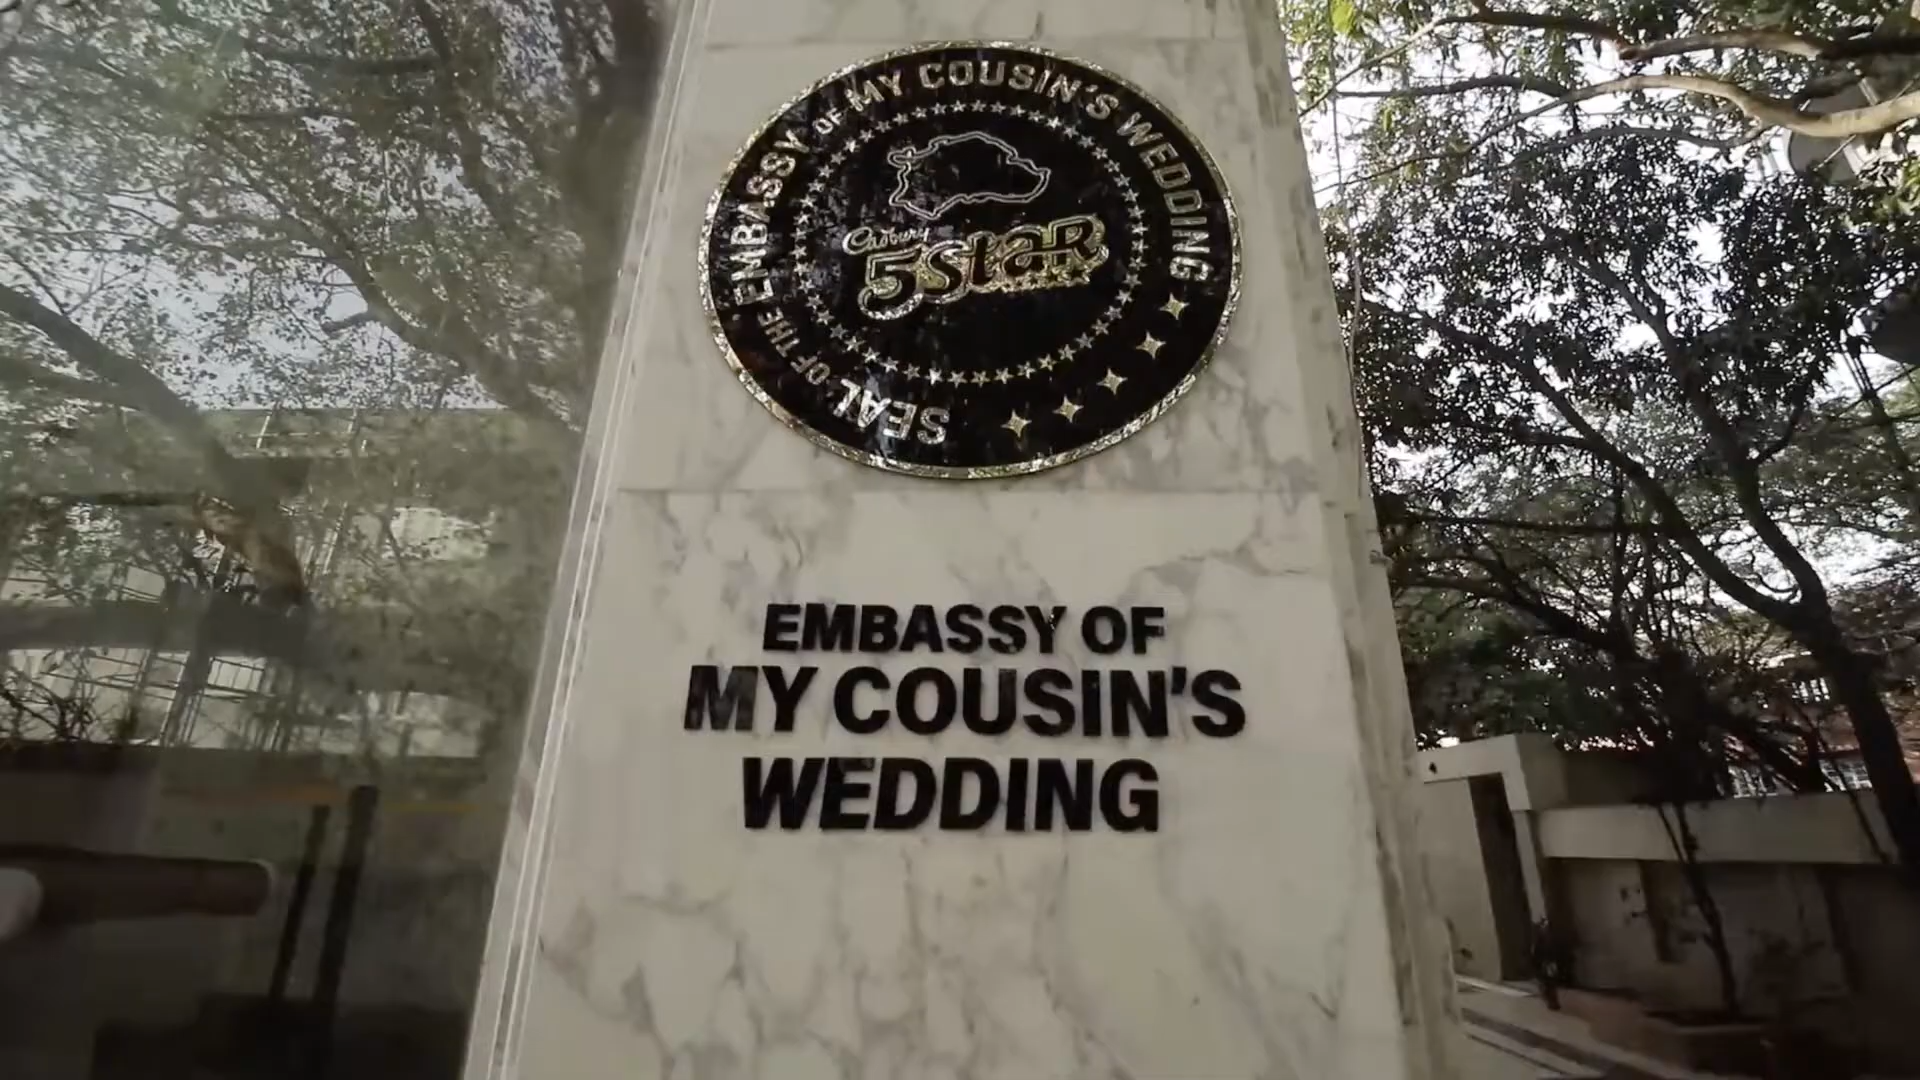 SEAL OF THE EMBASSY OF MY COUSIN'S WEDDING
Cadbury
5Star
EMBASSY OF
MY COUSIN'S
WEDDING